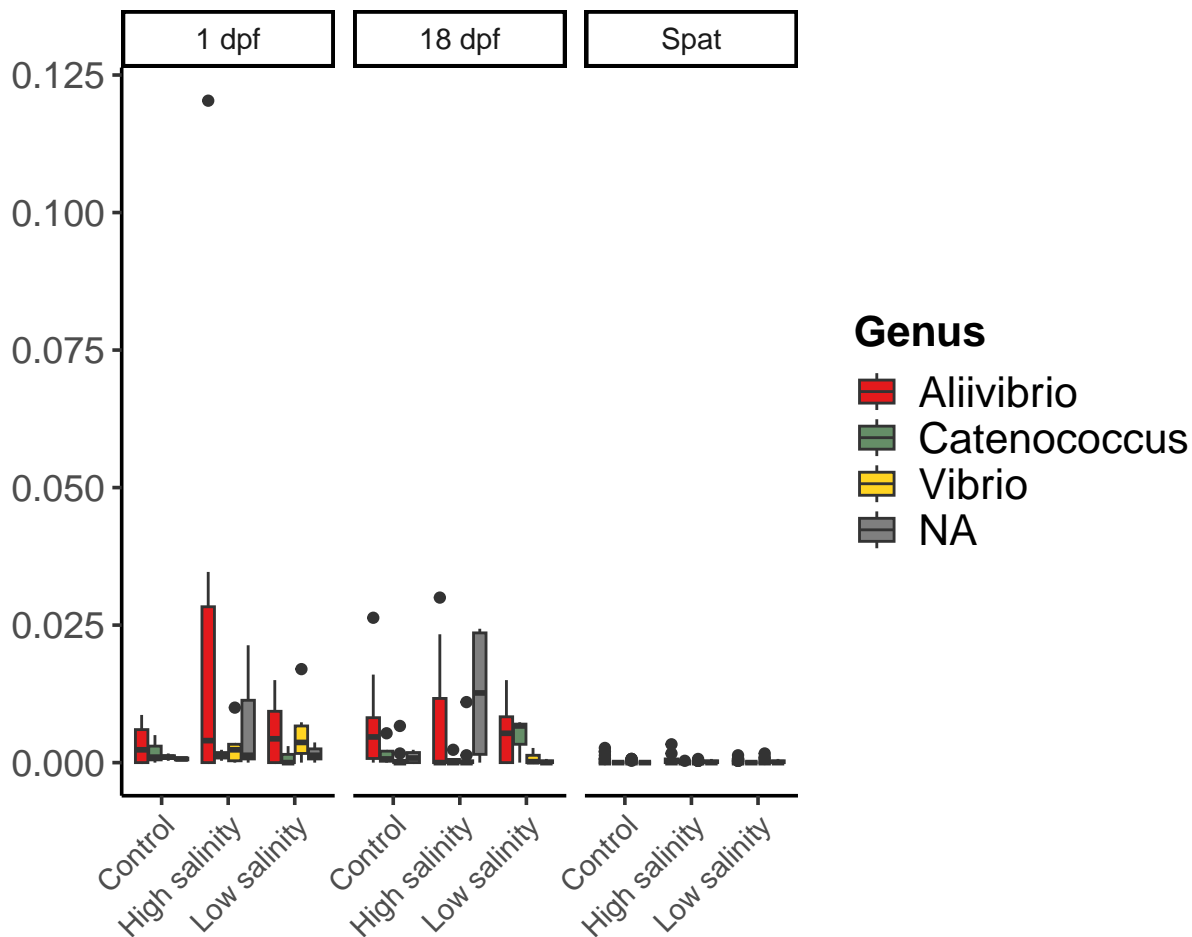 1 dpf
18 dpf
Spat
0.125
0.100
0.075
0.050
0.025
0.000
Control
High salinity
Low salinity
Control
High salinity
Low salinity
Control
High salinity
Low salinity
Genus
Aliivibrio
Catenococcus
Vibrio
NA